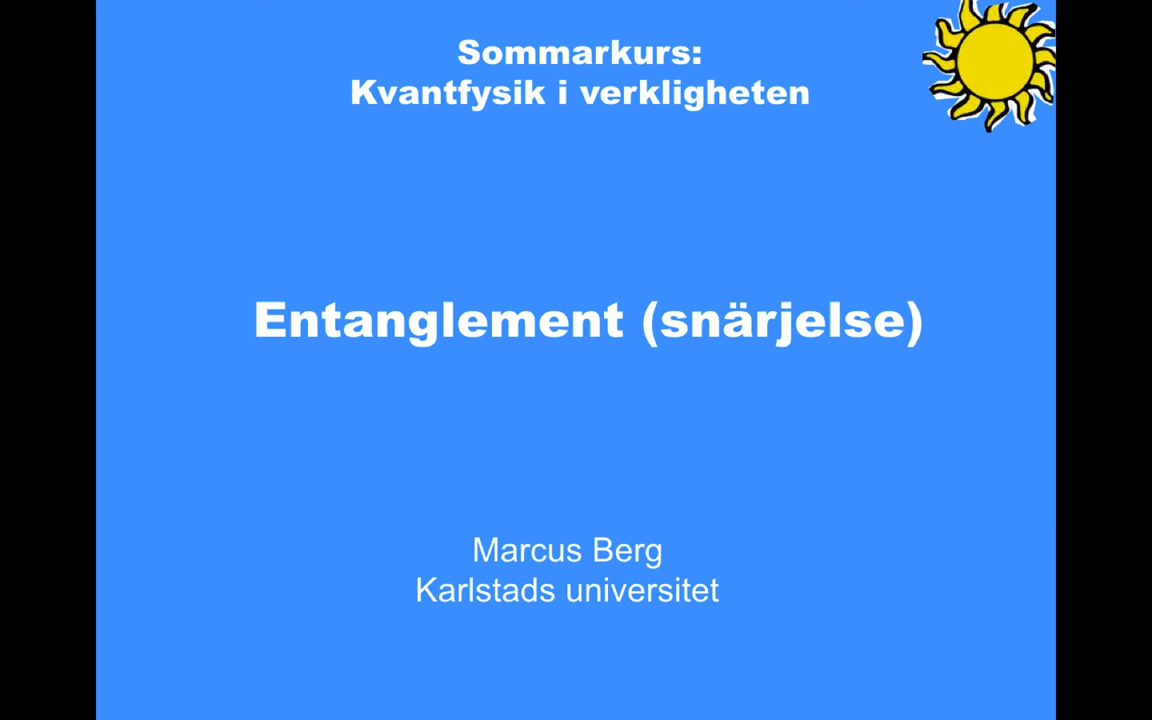 Sommarkurs:
Kvantfysik i verkligheten
Entanglement (snärjelse)
Marcus Berg
Karlstads universitet